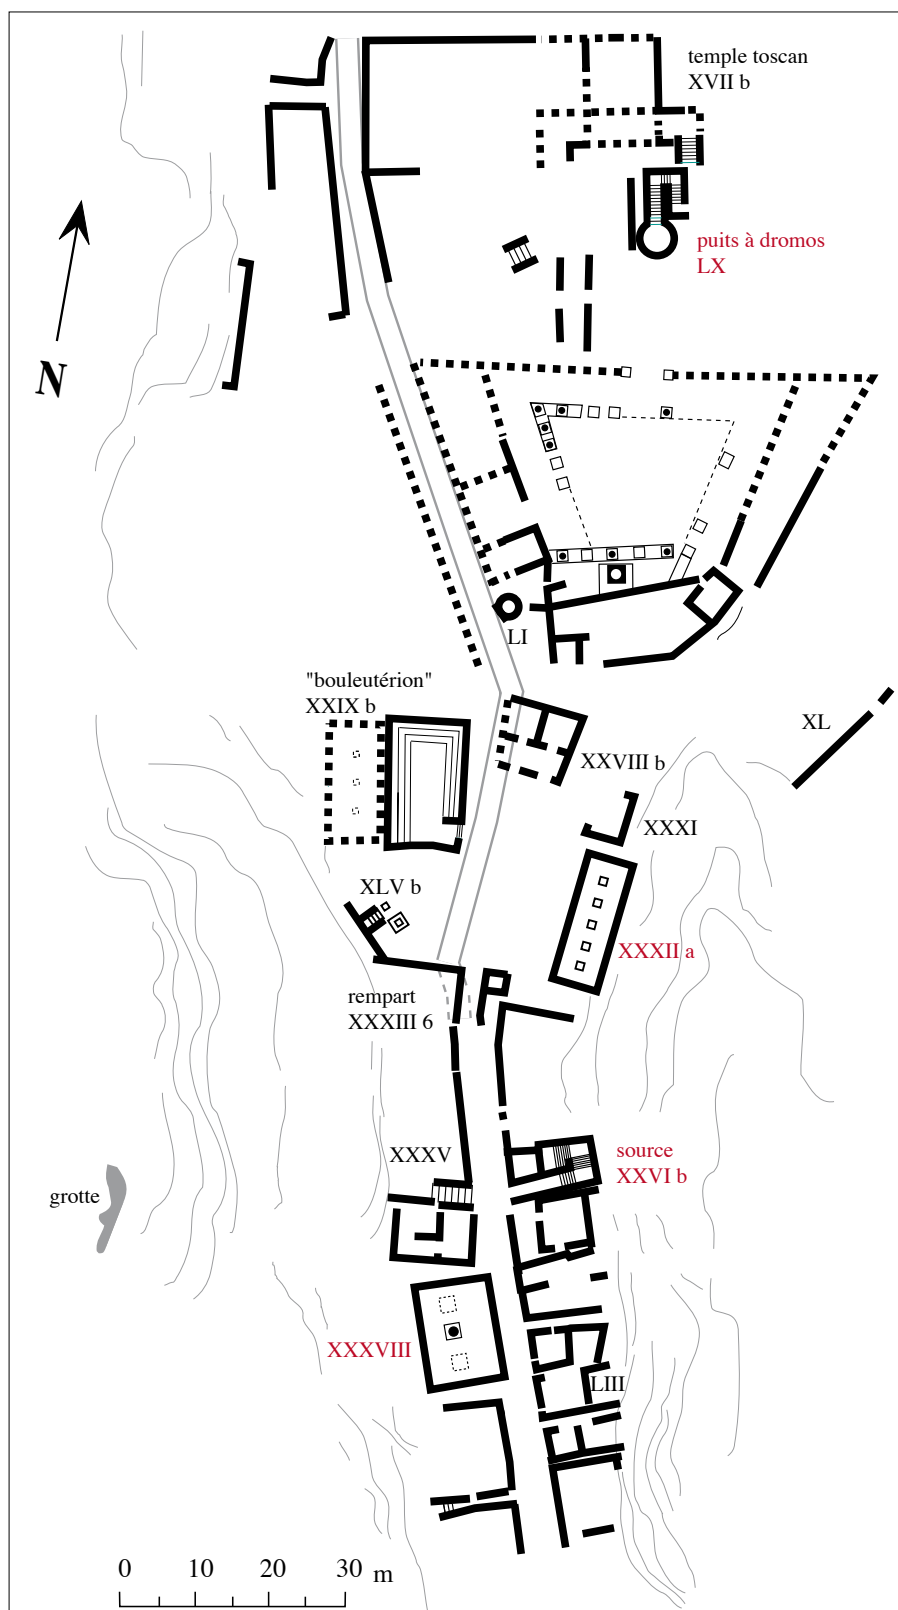 temple toscan
XVII b
puits à dromos
LX
N
LI
"bouleutérion"
XXIX b
XL
XXVIII b
XXXI
XLV b
XXXII a
rempart
XXXIII 6
XXXV
source
XXVI b
grotte
XXXVIII
LIII
0 10 20 30 m